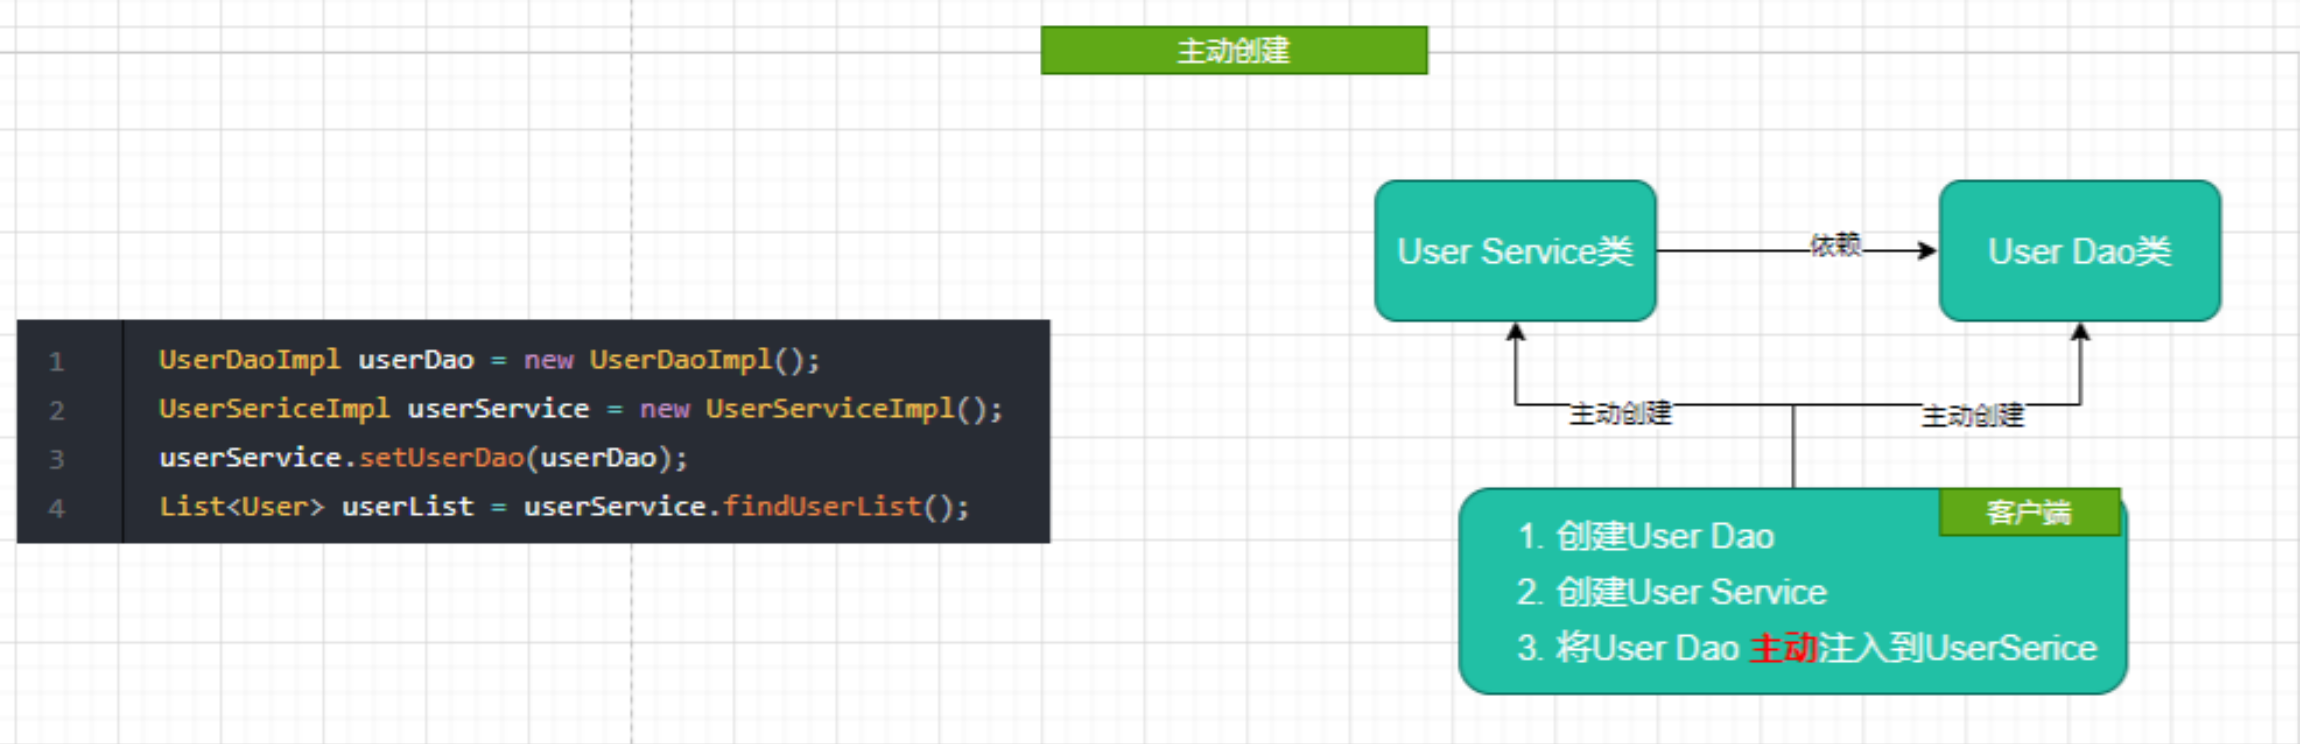 主动创建
User Service类
依赖
User Dao类
1 UserDaoImpl userDao = new UserDaoImpl();
2 UserSericeImpl userService = new UserServiceImpl();
3 userService.setUserDao(userDao);
4 List<User> userList = userService.findUserList();
主动创建
主动创建
客户端
1. 创建User Dao
2. 创建User Service
3. 将User Dao 主动注入到UserSerice